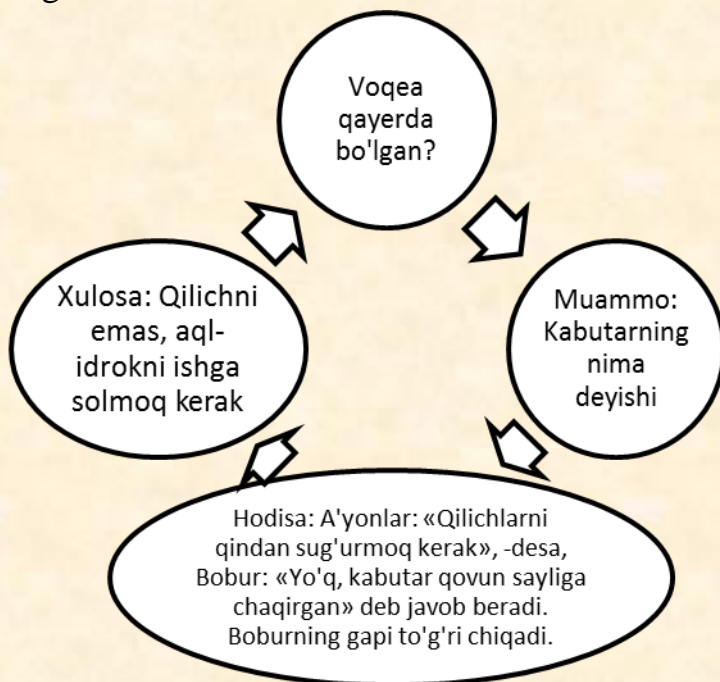 Voqea
qayerda
bo'lgan?
Muammo:
Kabutarning
nima
deyishi
Hodisa: A'yonlar: «Qilichlarni
qindan sug'urmoq kerak», -desa,
Bobur: «Yo'q, kabutar qovun sayliga
chaqirgan» deb javob beradi.
Boburning gapi to'g'ri chiqadi.
Xulosa: Qilichni
emas, aql-
idrokni ishga
solmoq kerak